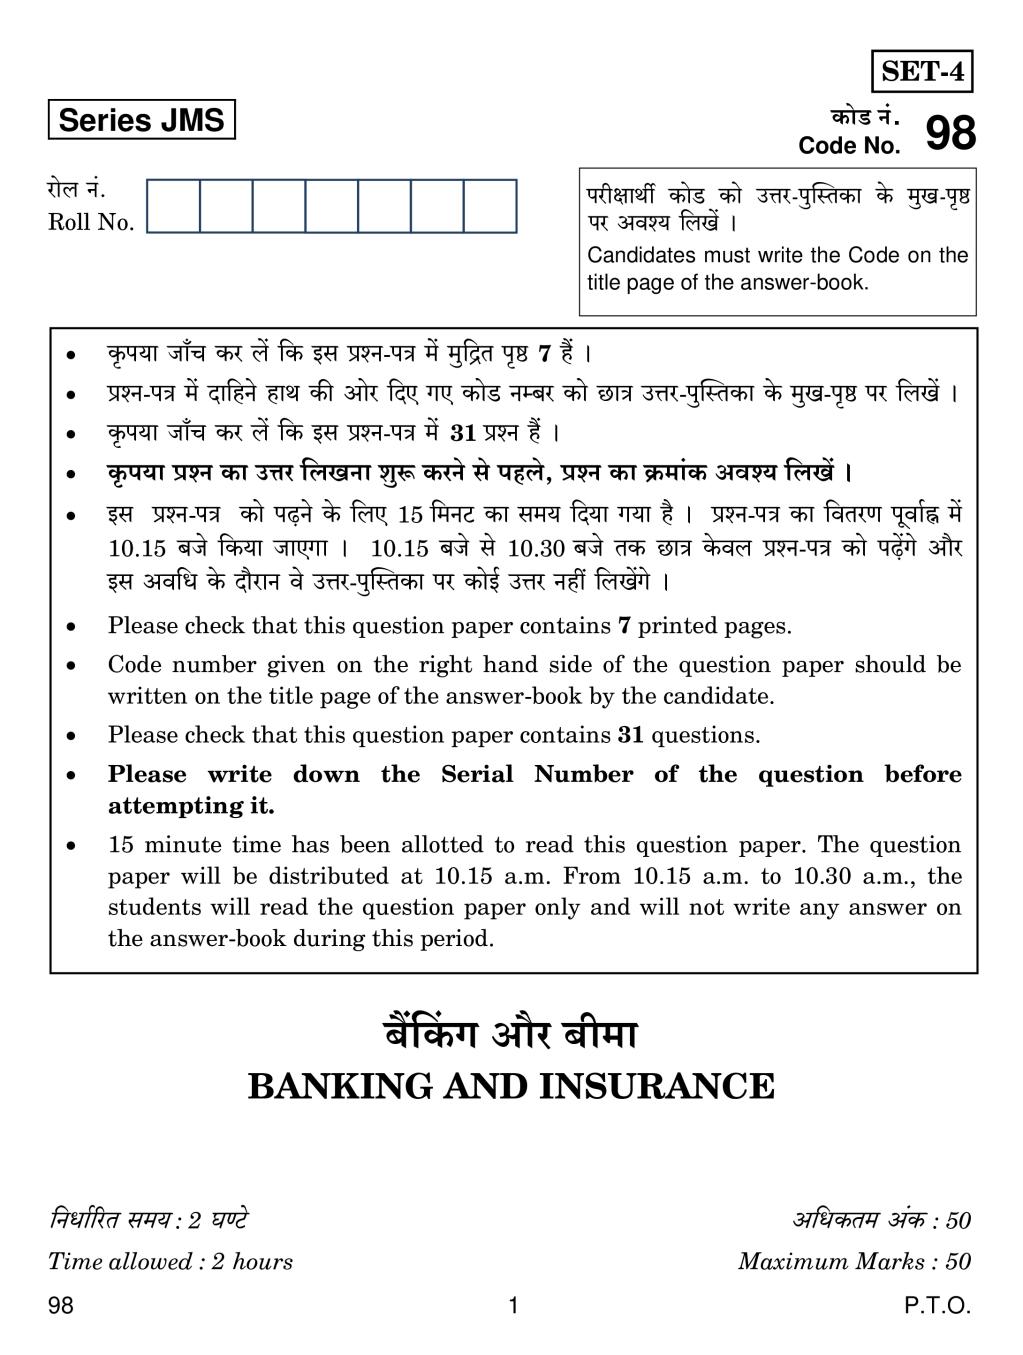 SET-4
Series JMS
कोड नं.
Code No. 98
रोल नं.
Roll No.
परीक्षार्थी कोड को उत्तर-पुस्तिका के मुख-पृष्ठ
पर अवश्य लिखें ।
Candidates must write the Code on the
title page of the answer-book.
• कृपया जाँच कर लें कि इस प्रश्न-पत्र में मुद्रित पृष्ठ 7 हैं ।
• प्रश्न-पत्र में दाहिने हाथ की ओर दिए गए कोड नम्बर को छात्र उत्तर-पुस्तिका के मुख-पृष्ठ पर लिखें ।
• कृपया जाँच कर लें कि इस प्रश्न-पत्र में 31 प्रश्न हैं ।
• कृपया प्रश्न का उत्तर लिखना शुरू करने से पहले, प्रश्न का क्रमांक अवश्य लिखें ।
• इस प्रश्न-पत्र को पढ़ने के लिए 15 मिनट का समय दिया गया है । प्रश्न-पत्र का वितरण पूर्वाह्न में
10.15 बजे किया जाएगा । 10.15 बजे से 10.30 बजे तक छात्र केवल प्रश्न-पत्र को पढ़ेंगे और
इस अवधि के दौरान वे उत्तर-पुस्तिका पर कोई उत्तर नहीं लिखेंगे ।
• Please check that this question paper contains 7 printed pages.
• Code number given on the right hand side of the question paper should be
written on the title page of the answer-book by the candidate.
• Please check that this question paper contains 31 questions.
• Please write down the Serial Number of the question before
attempting it.
• 15 minute time has been allotted to read this question paper. The question
paper will be distributed at 10.15 a.m. From 10.15 a.m. to 10.30 a.m., the
students will read the question paper only and will not write any answer on
the answer-book during this period.
बैंकिंग और बीमा
BANKING AND INSURANCE
निर्धारित समय : 2 घण्टे अधिकतम अंक : 50
Time allowed : 2 hours Maximum Marks : 50
98 1 P.T.O.